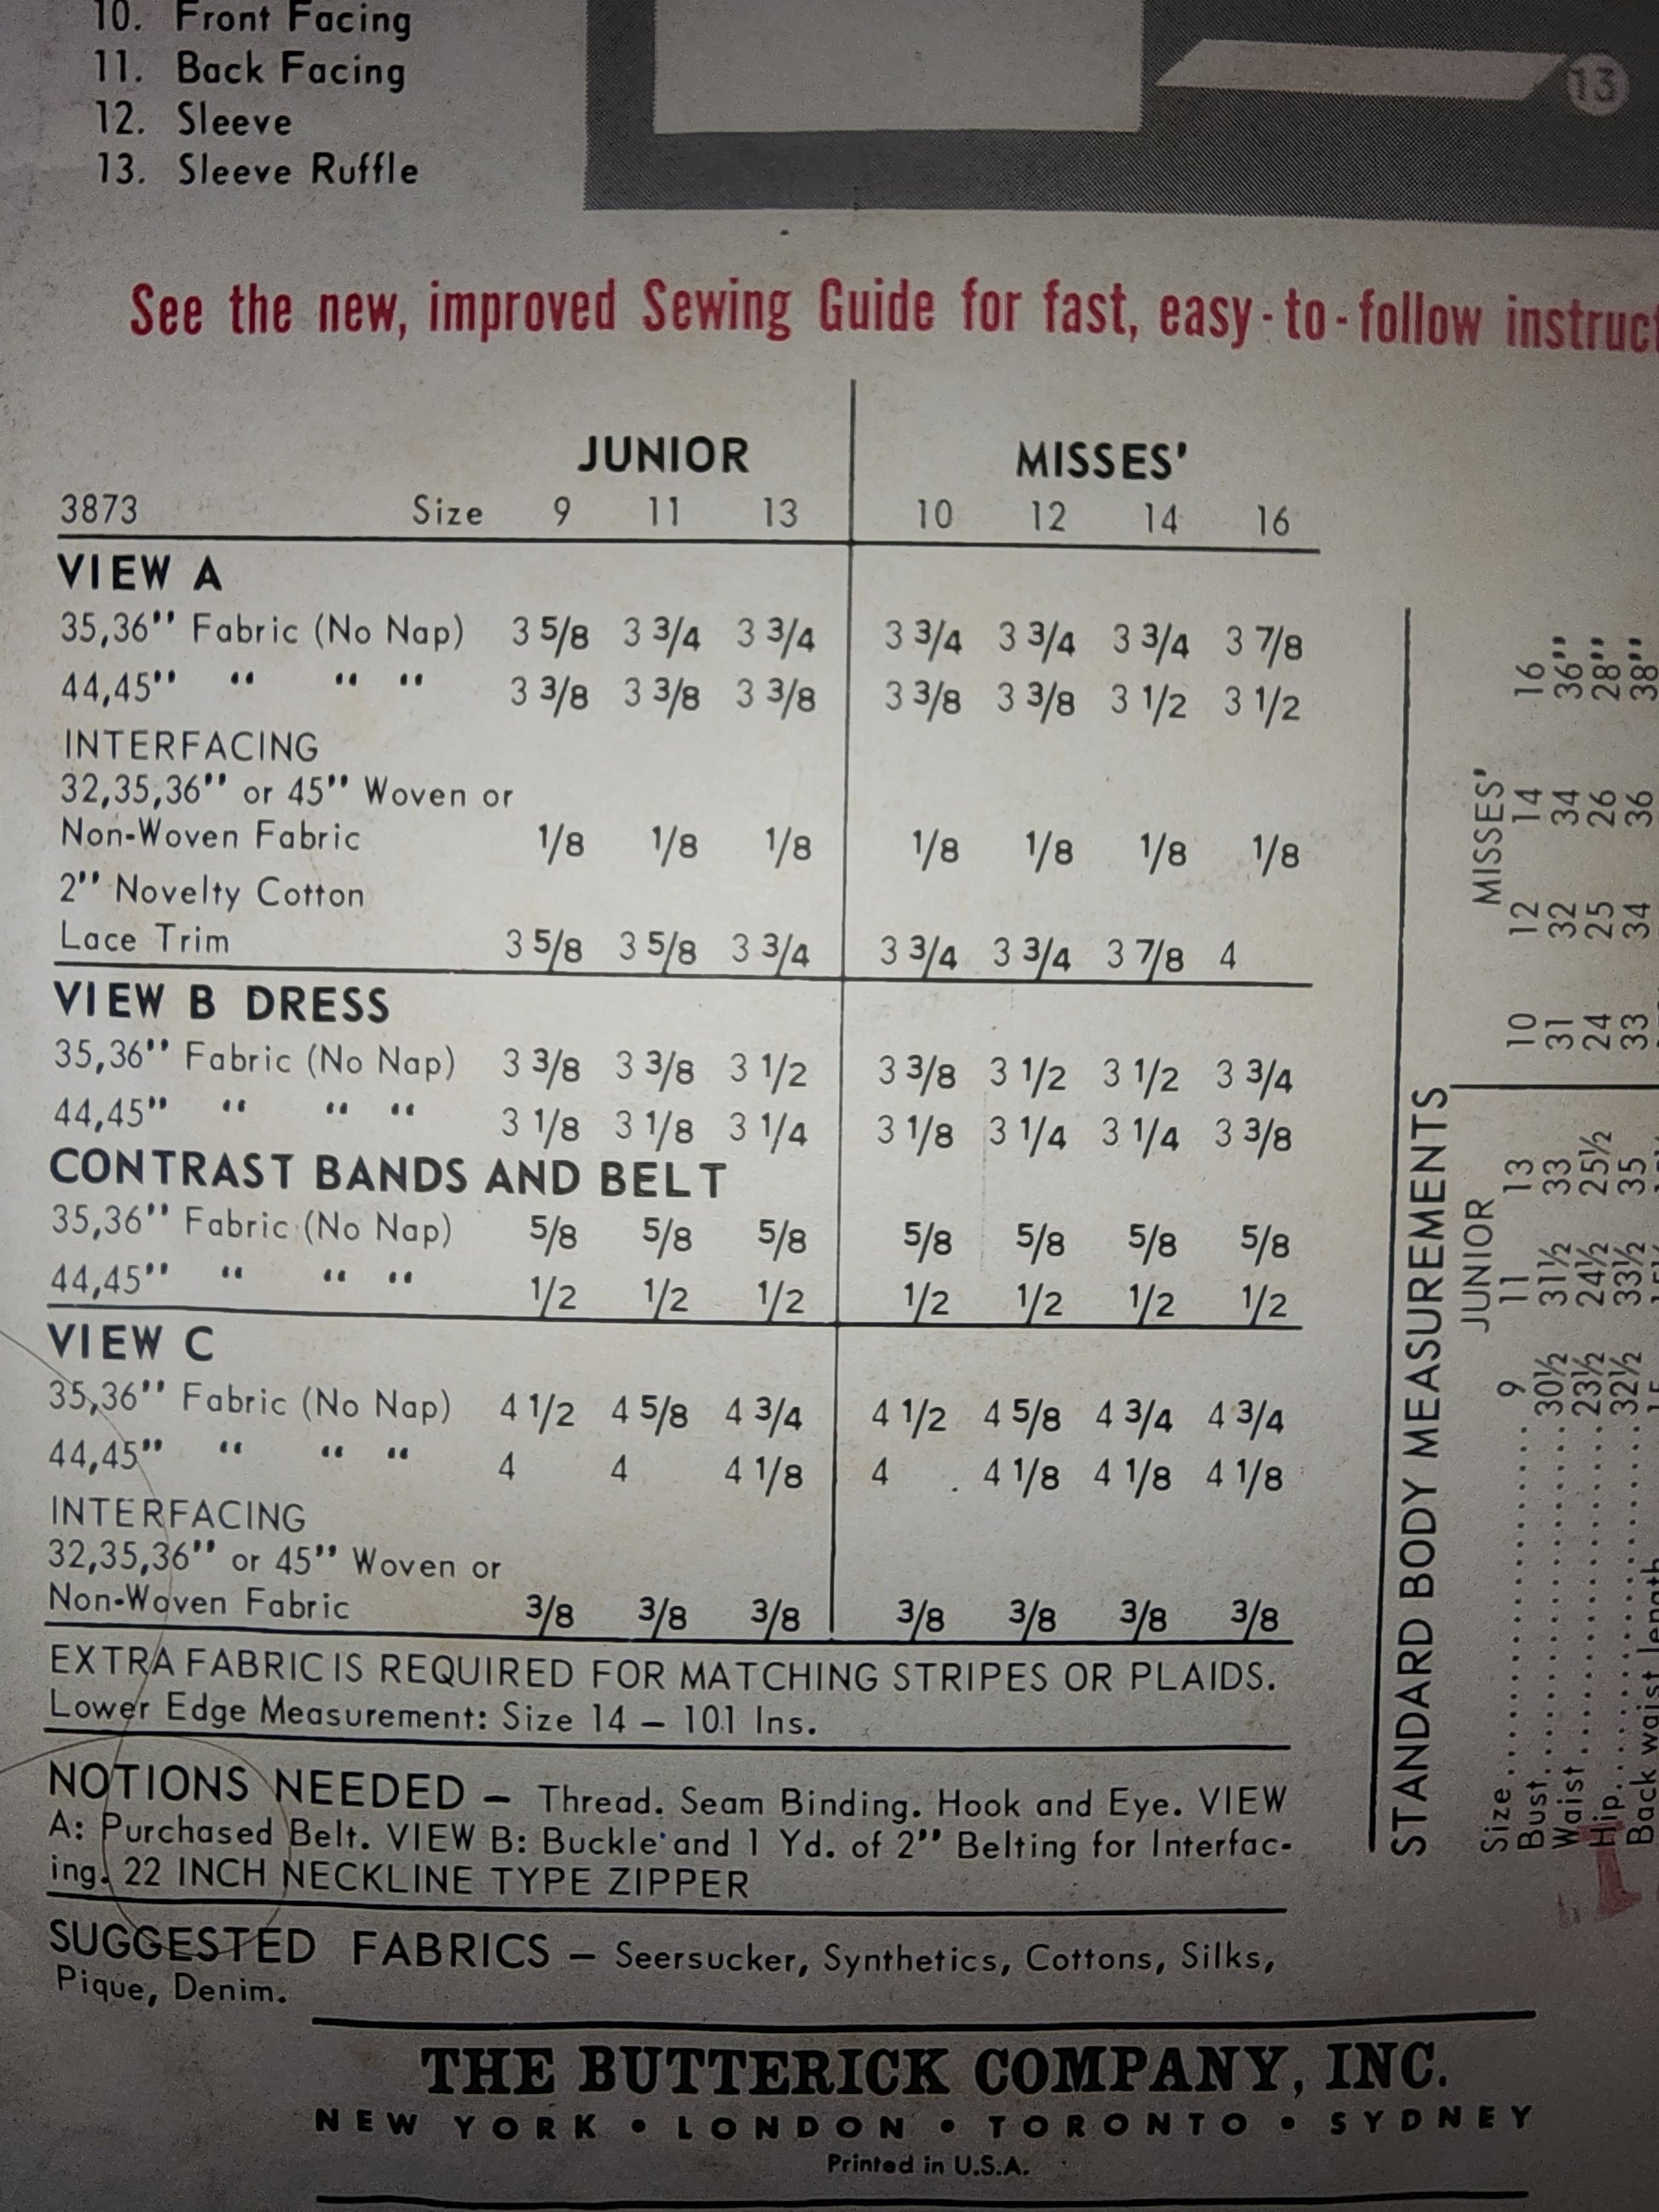 10. Front Facing
11. Back Facing
12. Sleeve
13. Sleeve Ruffle
13
See the new, improved Sewing Guide for fast, easy-to-follow
JUNIOR MISSES'
3873 Size 9 11 13 10 12 14 16
VIEW A
35,36'' Fabric (No Nap) 3 5/8 3 3/4 3 3/4 3 3/4 3 3/4 3 3/4 3 7/8
44,45'' “ “ “ 3 3/8 3 3/8 3 3/8 3 3/8 3 3/8 3 1/2 3 1/2
INTERFACING
32,35,36'' or 45'' Woven or
Non-Woven Fabric 1/8 1/8 1/8 1/8 1/8 1/8 1/8
2'' Novelty Cotton
Lace Trim 3 5/8 3 5/8 3 3/4 3 3/4 3 3/4 3 7/8 4
VIEW B DRESS
35,36'' Fabric (No Nap) 3 3/8 3 3/8 3 1/2 3 3/8 3 1/2 3 1/2 3 3/4
44,45'' “ “ “ 3 1/8 3 1/8 3 1/4 3 1/8 3 1/4 3 1/4 3 3/8
CONTRAST BANDS AND BELT
35,36'' Fabric (No Nap) 5/8 5/8 5/8 5/8 5/8 5/8 5/8
44,45'' “ “ “ 1/2 1/2 1/2 1/2 1/2 1/2 1/2
VIEW C
35,36'' Fabric (No Nap) 4 1/2 4 5/8 4 3/4 4 1/2 4 5/8 4 3/4 4 3/4
44,45'' “ “ “ 4 4 4 1/8 4 4 1/8 4 1/8 4 1/8
INTERFACING
32,35,36'' or 45'' Woven or
Non-Woven Fabric 3/8 3/8 3/8 3/8 3/8 3/8 3/8
EXTRA FABRIC IS REQUIRED FOR MATCHING STRIPES OR PLAIDS.
Lower Edge Measurement: Size 14 – 101 Ins.
NOTIONS NEEDED – Thread. Seam Binding. Hook and Eye. VIEW
A: Purchased Belt. VIEW B: Buckle and 1 Yd. of 2'' Belting for Interfac-
ing. 22 INCH NECKLINE TYPE ZIPPER
SUGGESTED FABRICS – Seersucker, Synthetics, Cottons, Silks,
Pique, Denim.
THE BUTTERICK COMPANY, INC.
NEW YORK • LONDON • TORONTO • SYDNEY
Printed in U.S.A.
STANDARD BODY MEASUREMENTS
JUNIOR MISSES'
Size ........ 9 11 13 10 12 14 16
Bust ........ 30½ 31½ 33 31 32 34 36''
Waist ........ 23½ 24½ 25½ 24 25 26 28''
Hip ........ 32½ 33½ 35 33 34 36 38''
Back waist length